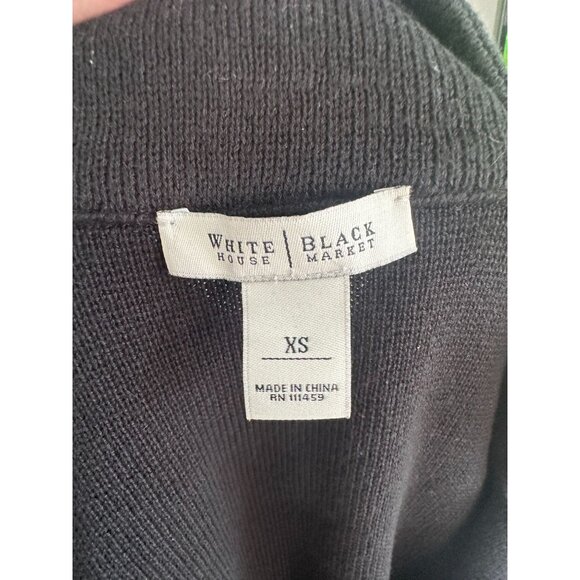 WHITE | BLACK
HOUSE MARKET
XS
MADE IN CHINA
RN 111459